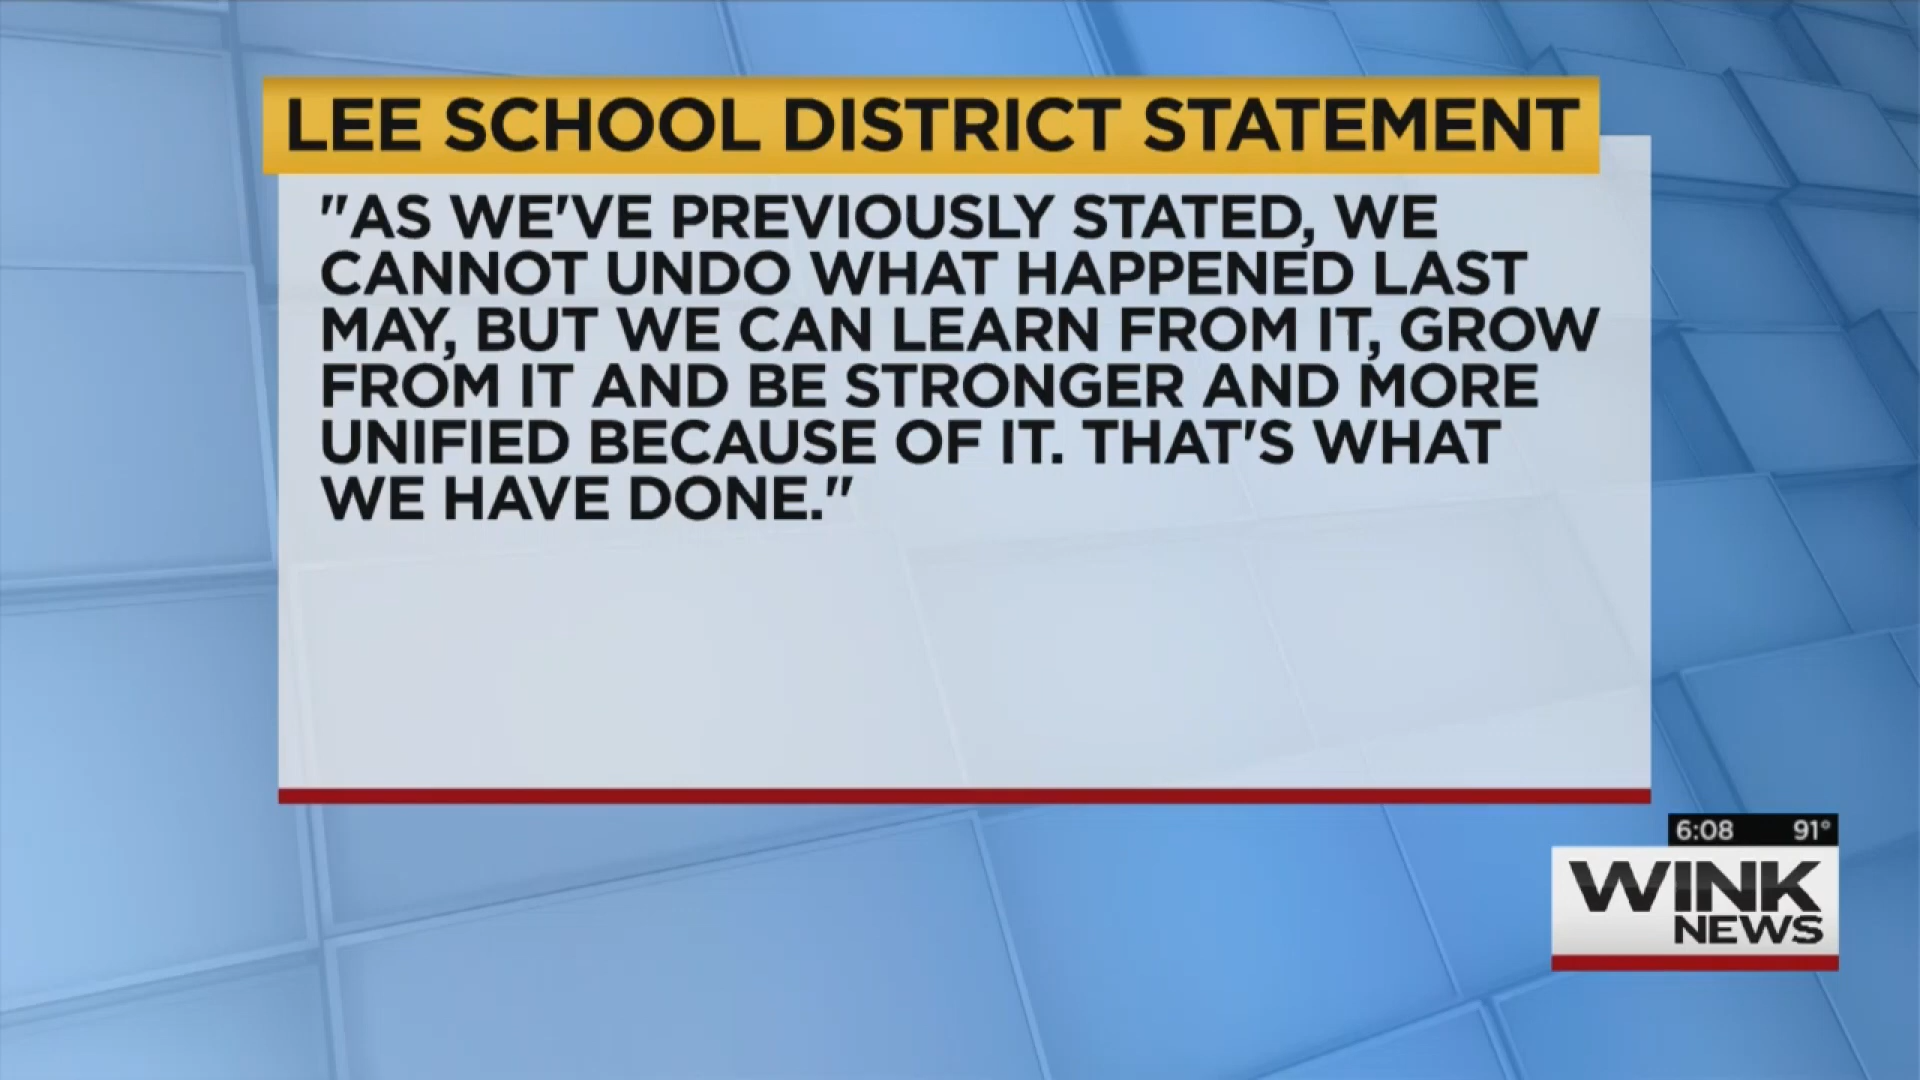 LEE SCHOOL DISTRICT STATEMENT
"AS WE'VE PREVIOUSLY STATED, WE
CANNOT UNDO WHAT HAPPENED LAST
MAY, BUT WE CAN LEARN FROM IT, GROW
FROM IT AND BE STRONGER AND MORE
UNIFIED BECAUSE OF IT. THAT'S WHAT
WE HAVE DONE."
6:08 91°
WINK
NEWS